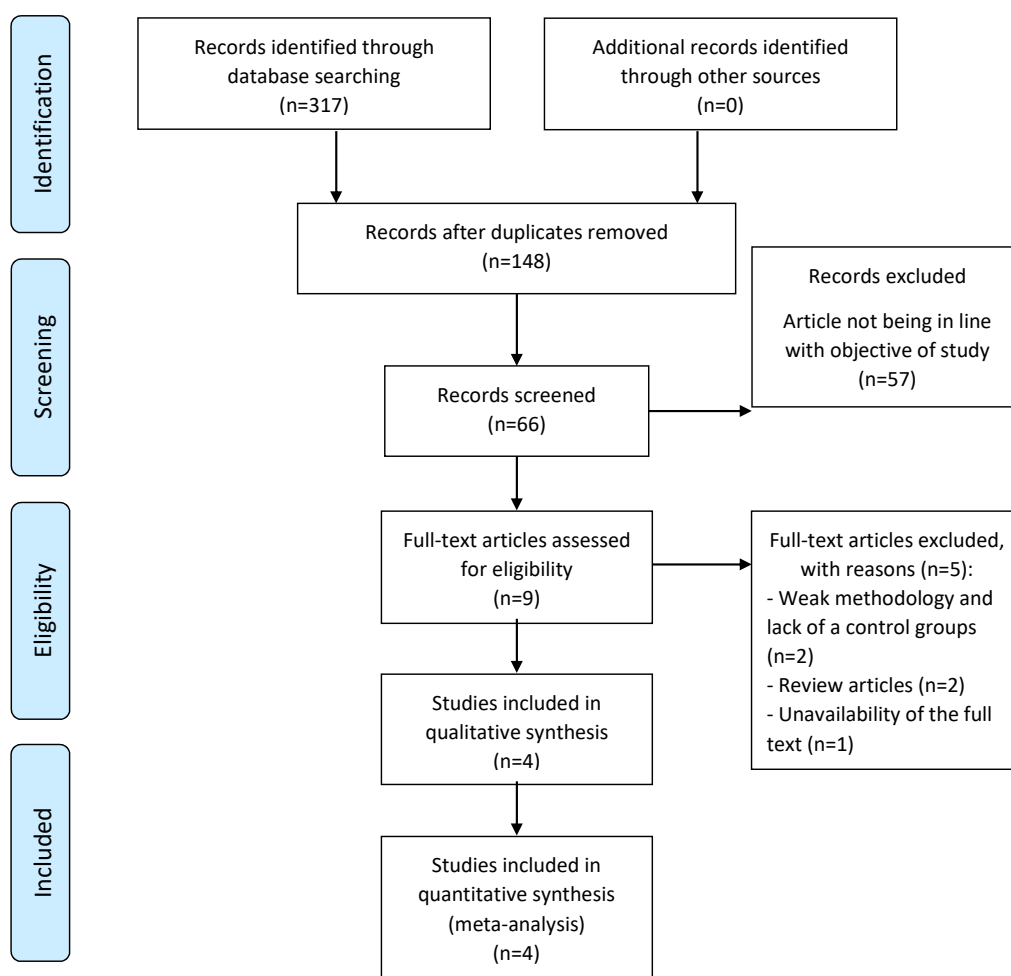 Identification
Records identified through
database searching
(n=317)
Additional records identified
through other sources
(n=0)
Records after duplicates removed
(n=148)
Screening
Records excluded
Article not being in line
with objective of study
(n=57)
Records screened
(n=66)
Eligibility
Full-text articles assessed
for eligibility
(n=9)
Full-text articles excluded,
with reasons (n=5):
- Weak methodology and
lack of a control groups
(n=2)
- Review articles (n=2)
- Unavailability of the full
text (n=1)
Studies included in
qualitative synthesis
(n=4)
Included
Studies included in
quantitative synthesis
(meta-analysis)
(n=4)